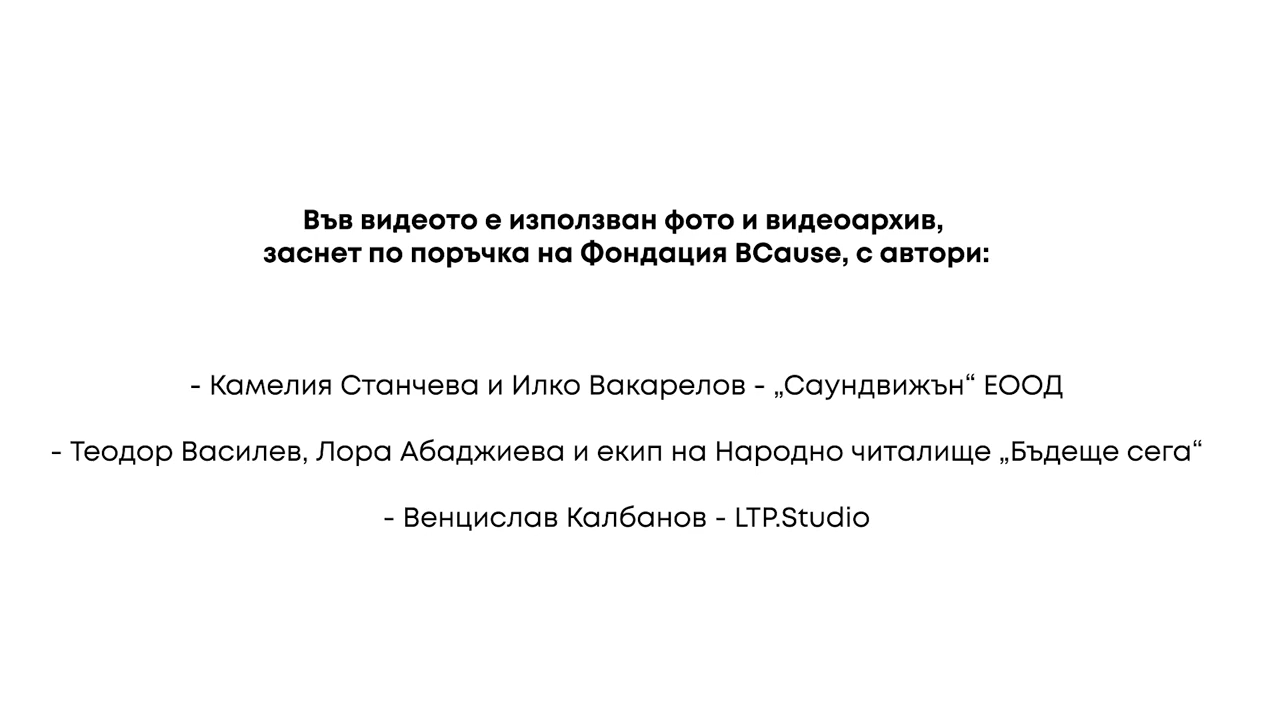 Във видеото е използван фото и видеоархив,
заснет по поръчка на Фондация BCause, с автори:
- Камелия Станчева и Илко Вакарелов - „Саундвижън“ ЕООД
- Теодор Василев, Лора Абаджиева и екип на Народно читалище „Бъдеще сега“
- Венцислав Калбанов - LTP.Studio